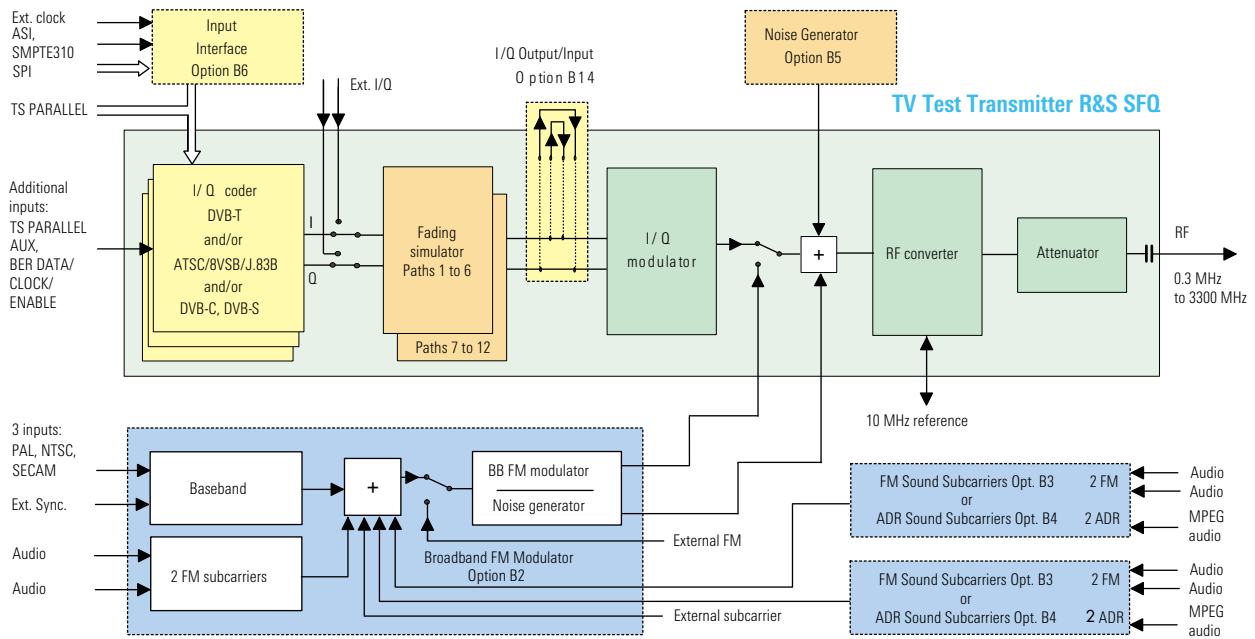 Ext. clock
ASI,
SMPTE310
SPI
TS PARALLEL
Input
Interface
Option B6
Ext. I/Q
I/Q Output/Input
O ption B14
Noise Generator
Option B5
TV Test Transmitter R&S SFQ
Additional
inputs:
TS PARALLEL
AUX,
BER DATA/
CLOCK/
ENABLE
I/ Q coder
DVB-T
and/or
ATSC/8VSB/J.83B
and/or
DVB-C, DVB-S
I
Q
Fading
simulator
Paths 1 to 6
Paths 7 to 12
I/ Q
modulator
+
RF converter
Attenuator
RF
0.3 MHz
to 3300 MHz
10 MHz reference
3 inputs:
PAL, NTSC,
SECAM
Ext. Sync.
Audio
Audio
Baseband
2 FM subcarriers
+
BB FM modulator
Noise generator
Broadband FM Modulator
Option B2
External FM
External subcarrier
FM Sound Subcarriers Opt. B3 2 FM
or
ADR Sound Subcarriers Opt. B4 2 ADR
Audio
Audio
MPEG
audio
FM Sound Subcarriers Opt. B3 2 FM
or
ADR Sound Subcarriers Opt. B4 2 ADR
Audio
Audio
MPEG
audio